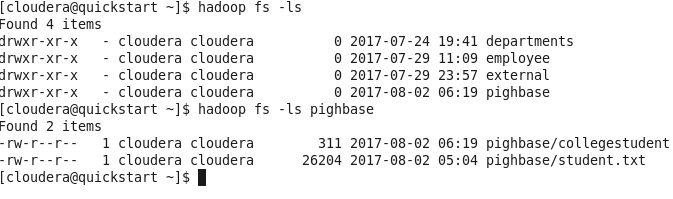 [cloudera@quickstart ~]$ hadoop fs -ls
Found 4 items
drwxr-xr-x   - cloudera cloudera          0 2017-07-24 19:41 departments
drwxr-xr-x   - cloudera cloudera          0 2017-07-29 11:09 employee
drwxr-xr-x   - cloudera cloudera          0 2017-07-29 23:57 external
drwxr-xr-x   - cloudera cloudera          0 2017-08-02 06:19 pighbase
[cloudera@quickstart ~]$ hadoop fs -ls pighbase
Found 2 items
-rw-r--r--   1 cloudera cloudera        311 2017-08-02 06:19 pighbase/collegestudent
-rw-r--r--   1 cloudera cloudera      26204 2017-08-02 05:04 pighbase/student.txt
[cloudera@quickstart ~]$